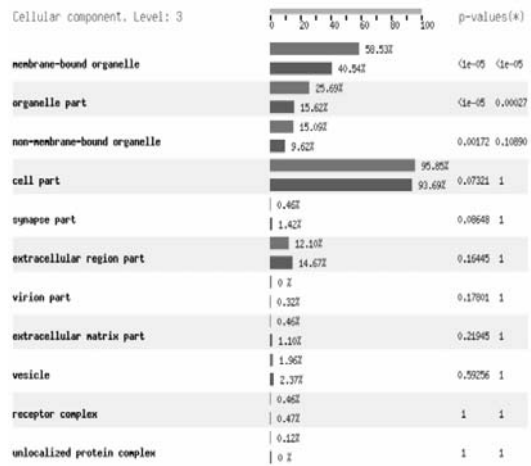 Cellular component. Level: 3
p-values(*)
0 20 60 100
58.53%
membrane-bound organelle
40.54% <1e-05 <1e-05
25.69%
organelle part
15.62% <1e-05 0.00027
15.09%
non-membrane-bound organelle
9.62% 0.00172 0.10890
95.85%
cell part
93.69% 0.07321 1
0.46%
synapse part
1.42% 0.08648 1
12.10%
extracellular region part
14.67% 0.16445 1
0 %
virion part
0.32% 0.17801 1
0.46%
extracellular matrix part
1.10% 0.21945 1
1.96%
vesicle
2.37% 0.59256 1
0.46%
receptor complex
0.47% 1 1
0.12%
unlocalized protein complex
0 % 1 1